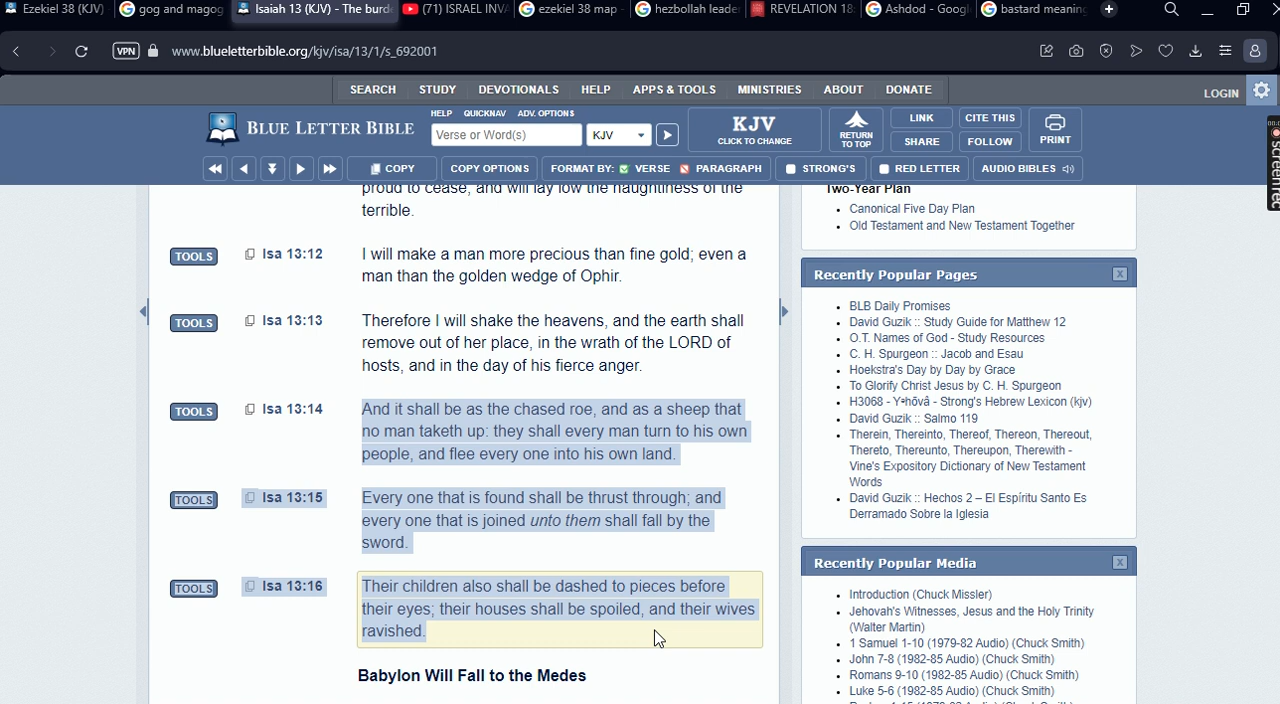 Ezekiel 38 (KJV)
gog and magog
Isaiah 13 (KJV) - The burde
(71) ISRAEL INVA
ezekiel 38 map -
hezbollah leade
REVELATION 18:
Ashdod - Googl
bastard meanin
VPN
www.blueletterbible.org/kjv/isa/13/1/s_692001
SEARCH STUDY DEVOTIONALS HELP APPS & TOOLS MINISTRIES ABOUT DONATE
LOGIN
BLUE LETTER BIBLE
HELP QUICKNAV ADV. OPTIONS
Verse or Word(s)
KJV
KJV
CLICK TO CHANGE
RETURN
TO TOP
LINK
CITE THIS
SHARE
FOLLOW
PRINT
COPY
COPY OPTIONS
FORMAT BY: VERSE PARAGRAPH
STRONG'S
RED LETTER
AUDIO BIBLES
screenrec
proud to cease, and will lay low the haughtiness of the
terrible.
TOOLS
Isa 13:12
I will make a man more precious than fine gold; even a
man than the golden wedge of Ophir.
TOOLS
Isa 13:13
Therefore I will shake the heavens, and the earth shall
remove out of her place, in the wrath of the LORD of
hosts, and in the day of his fierce anger.
TOOLS
Isa 13:14
And it shall be as the chased roe, and as a sheep that
no man taketh up: they shall every man turn to his own
people, and flee every one into his own land.
TOOLS
Isa 13:15
Every one that is found shall be thrust through; and
every one that is joined unto them shall fall by the
sword.
TOOLS
Isa 13:16
Their children also shall be dashed to pieces before
their eyes; their houses shall be spoiled, and their wives
ravished.
Babylon Will Fall to the Medes
Two-Year Plan
Canonical Five Day Plan
Old Testament and New Testament Together
Recently Popular Pages
BLB Daily Promises
David Guzik :: Study Guide for Matthew 12
O.T. Names of God - Study Resources
C. H. Spurgeon :: Jacob and Esau
Hoekstra's Day by Day by Grace
To Glorify Christ Jesus by C. H. Spurgeon
H3068 - Yᵊhōvâ - Strong's Hebrew Lexicon (kjv)
David Guzik :: Salmo 119
Therein, Thereinto, Thereof, Thereon, Thereout,
Thereto, Thereunto, Thereupon, Therewith -
Vine's Expository Dictionary of New Testament
Words
David Guzik :: Hechos 2 – El Espíritu Santo Es
Derramado Sobre la Iglesia
Recently Popular Media
Introduction (Chuck Missler)
Jehovah's Witnesses, Jesus and the Holy Trinity
(Walter Martin)
1 Samuel 1-10 (1979-82 Audio) (Chuck Smith)
John 7-8 (1982-85 Audio) (Chuck Smith)
Romans 9-10 (1982-85 Audio) (Chuck Smith)
Luke 5-6 (1982-85 Audio) (Chuck Smith)